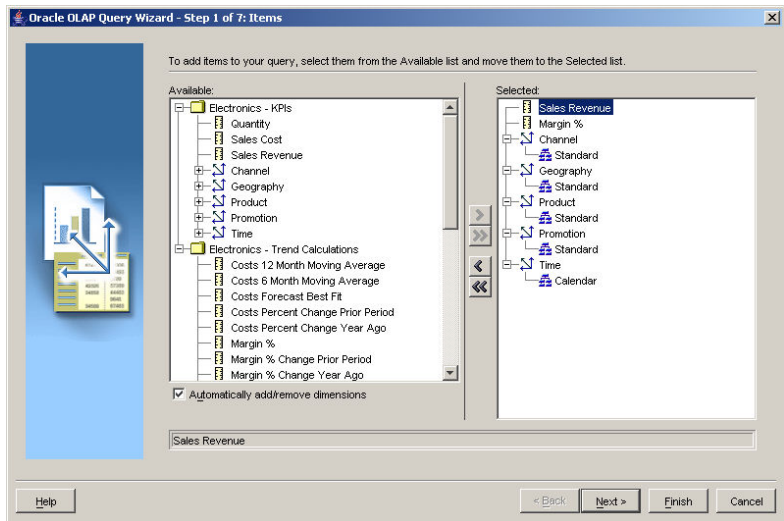 Oracle OLAP Query Wizard - Step 1 of 7: Items
To add items to your query, select them from the Available list and move them to the Selected list.
Available:
Electronics - KPIs
Quantity
Sales Cost
Sales Revenue
Channel
Geography
Product
Promotion
Time
Electronics - Trend Calculations
Costs 12 Month Moving Average
Costs 6 Month Moving Average
Costs Forecast Best Fit
Costs Percent Change Prior Period
Costs Percent Change Year Ago
Margin %
Margin % Change Prior Period
Margin % Change Year Ago
Automatically add/remove dimensions
Selected:
Sales Revenue
Margin %
Channel
Standard
Geography
Standard
Product
Standard
Promotion
Standard
Time
Calendar
Sales Revenue
Help
< Back
Next >
Finish
Cancel